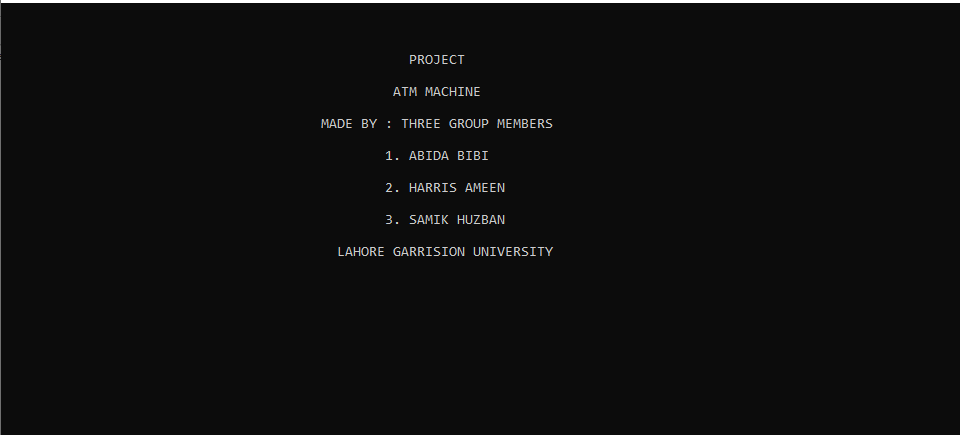 PROJECT
ATM MACHINE
MADE BY : THREE GROUP MEMBERS
1. ABIDA BIBI
2. HARRIS AMEEN
3. SAMIK HUZBAN
LAHORE GARRISION UNIVERSITY